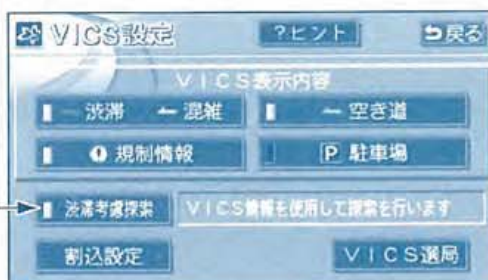 VICS設定 ?ヒント 戻る
VICS表示内容
渋滞 混雑 空き道
規制情報 P 駐車場
渋滞考慮探索 VICS情報を使用して探索を行います
割込設定 VICS選局